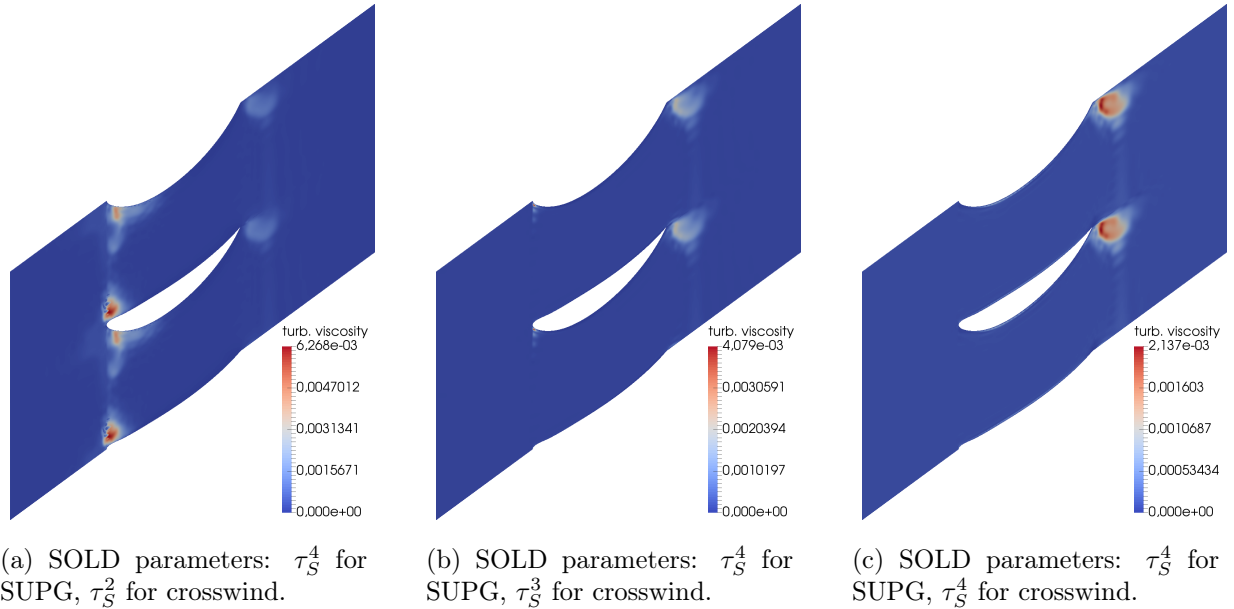 turb. viscosity
6,268e-03
0,0047012
0,0031341
0,0015671
0,000e+00
(a) SOLD parameters: τ_S^4 for
SUPG, τ_S^2 for crosswind.
turb. viscosity
4,079e-03
0,0030591
0,0020394
0,0010197
0,000e+00
(b) SOLD parameters: τ_S^4 for
SUPG, τ_S^3 for crosswind.
turb. viscosity
2,137e-03
0,001603
0,0010687
0,00053434
0,000e+00
(c) SOLD parameters: τ_S^4 for
SUPG, τ_S^4 for crosswind.